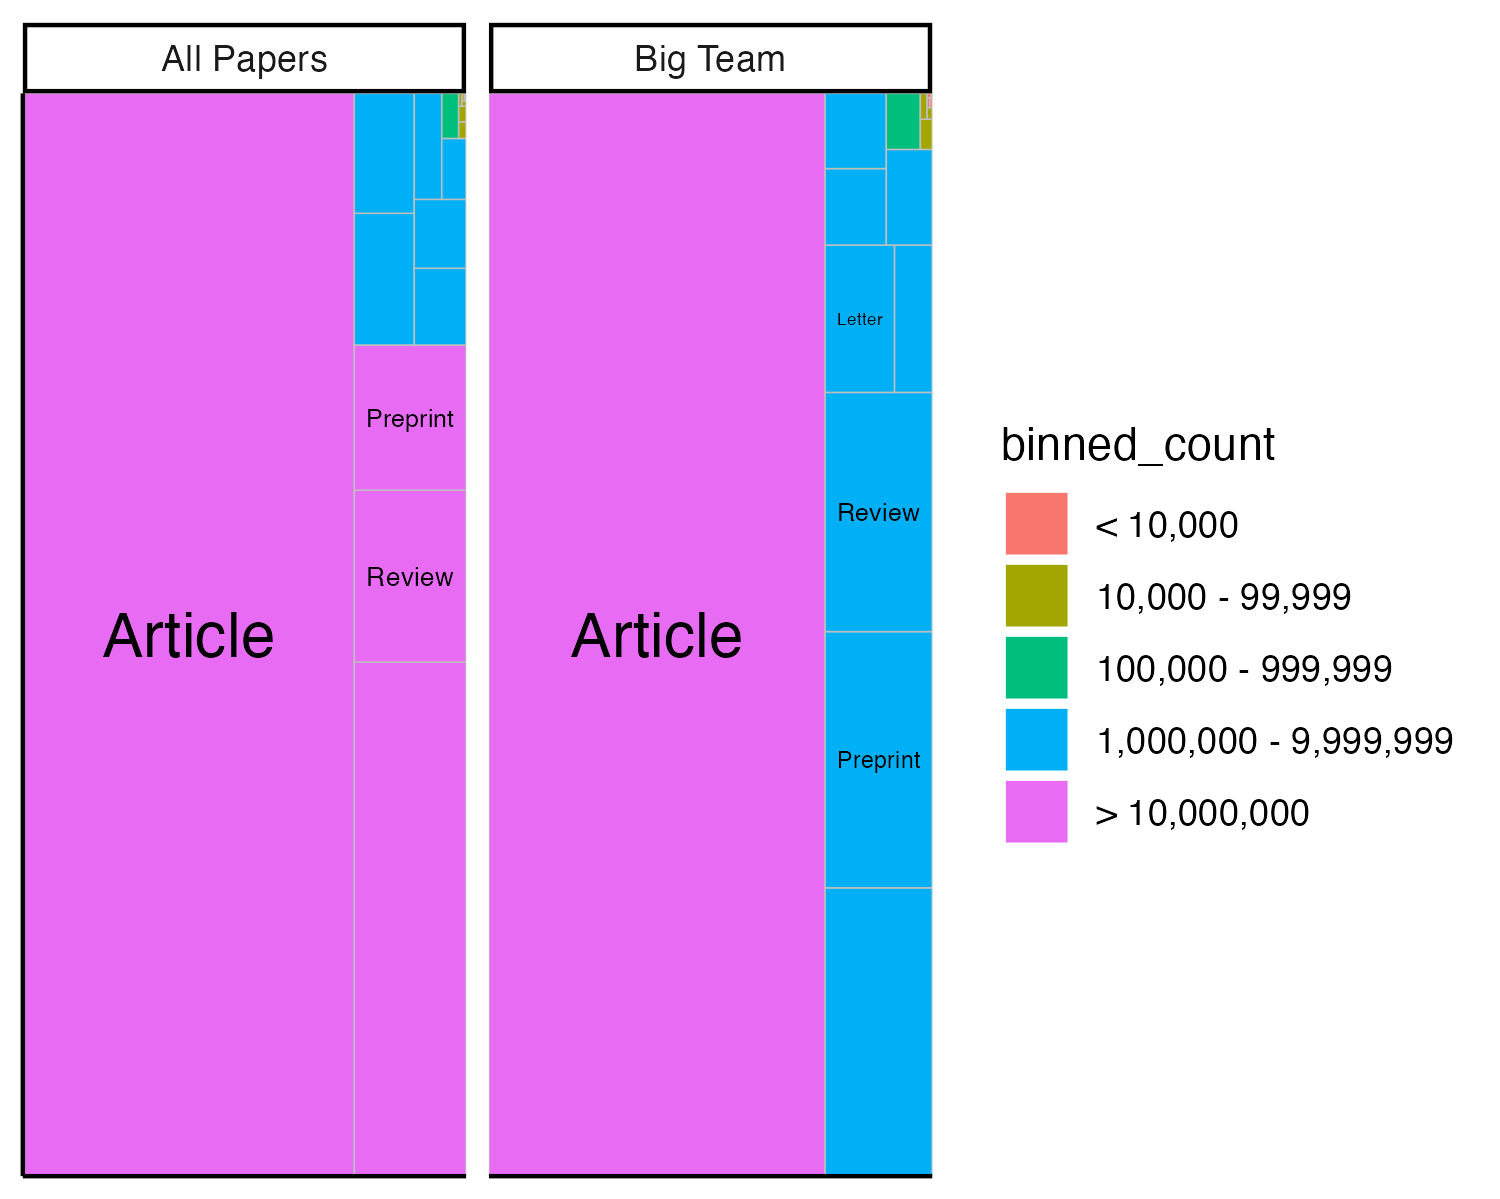 All Papers
Big Team
Article
Preprint
Review
Article
Letter
Review
Preprint
binned_count
< 10,000
10,000 - 99,999
100,000 - 999,999
1,000,000 - 9,999,999
> 10,000,000